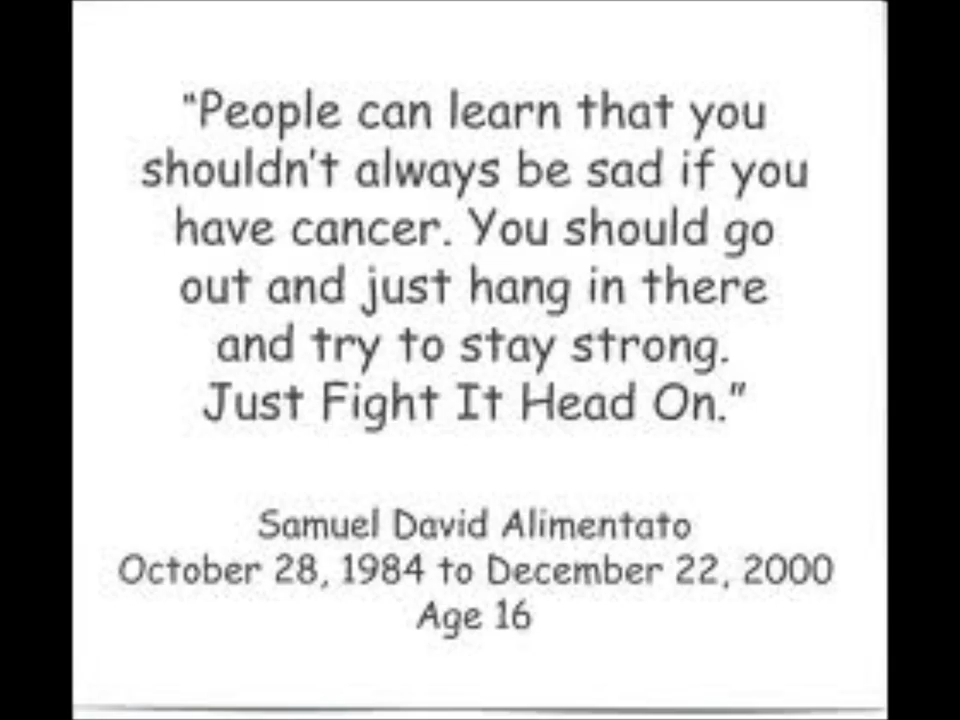 "People can learn that you
shouldn't always be sad if you
have cancer. You should go
out and just hang in there
and try to stay strong.
Just Fight It Head On."
Samuel David Alimentato
October 28, 1984 to December 22, 2000
Age 16